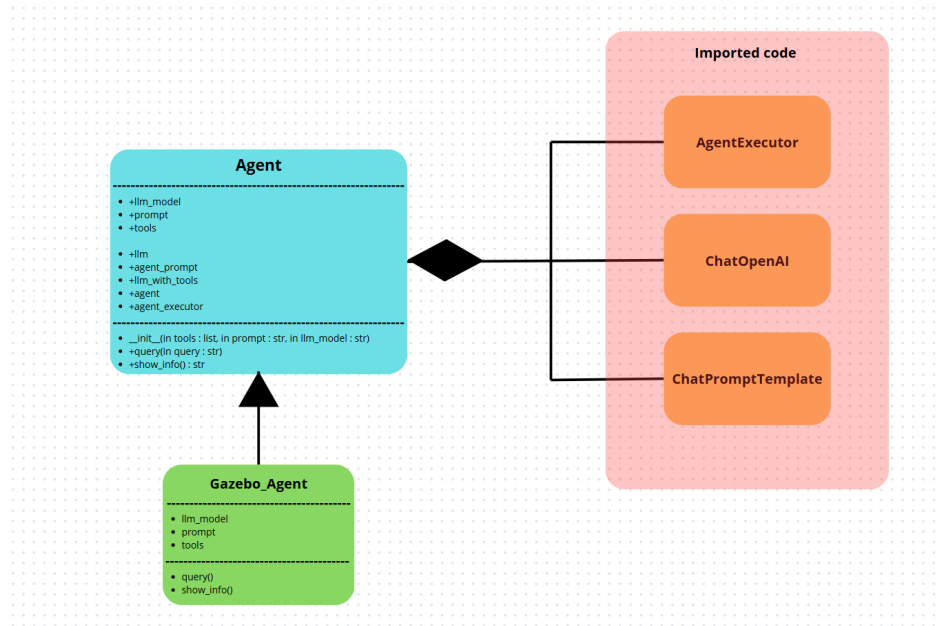 Imported code
AgentExecutor
ChatOpenAI
ChatPromptTemplate
Agent
+llm_model
+prompt
+tools
+llm
+agent_prompt
+llm_with_tools
+agent
+agent_executor
__init__(in tools : list, in prompt : str, in llm_model : str)
+query(in query : str)
+show_info() : str
Gazebo_Agent
llm_model
prompt
tools
query()
show_info()